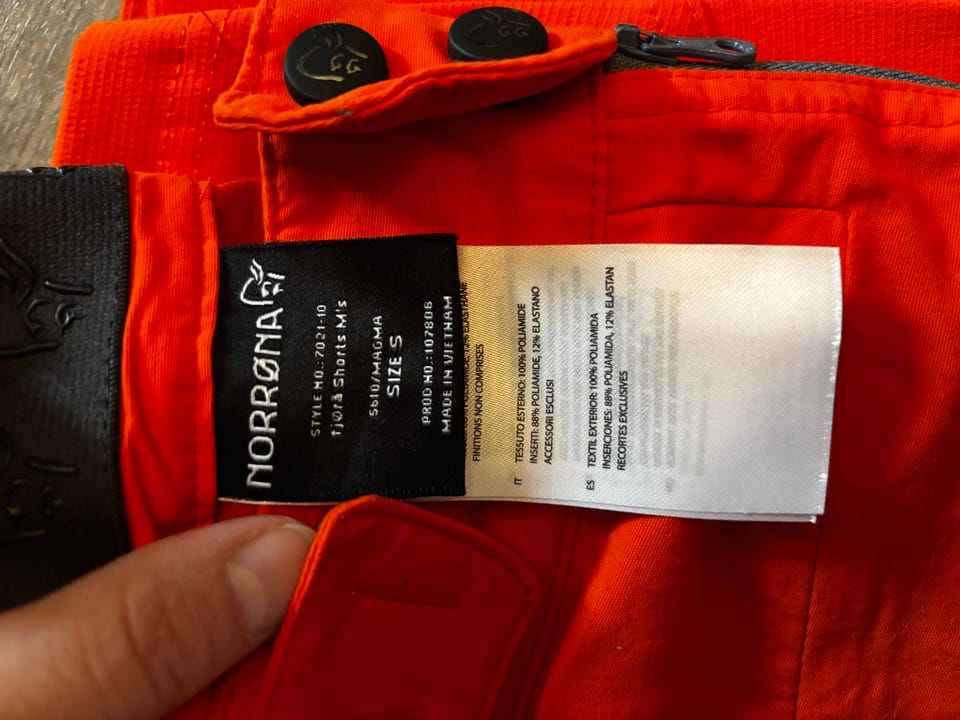 NORRØNA
STYLE NO.:7021-10
fjørå Shorts M's
5610/MAGMA
SIZE S
PROD NO.:107806
MADE IN VIETNAM
12% ELASTHANE
FINITIONS NON COMPRISES
IT TESSUTO ESTERNO: 100% POLIAMIDE
INSERTI: 88% POLIAMIDE, 12% ELASTANO
ACCESSORI ESCLUSI
ES TEXTIL EXTERIOR: 100% POLIAMIDA
INSERCIONES: 88% POLIAMIDA, 12% ELASTAN
RECORTES EXCLUSIVES